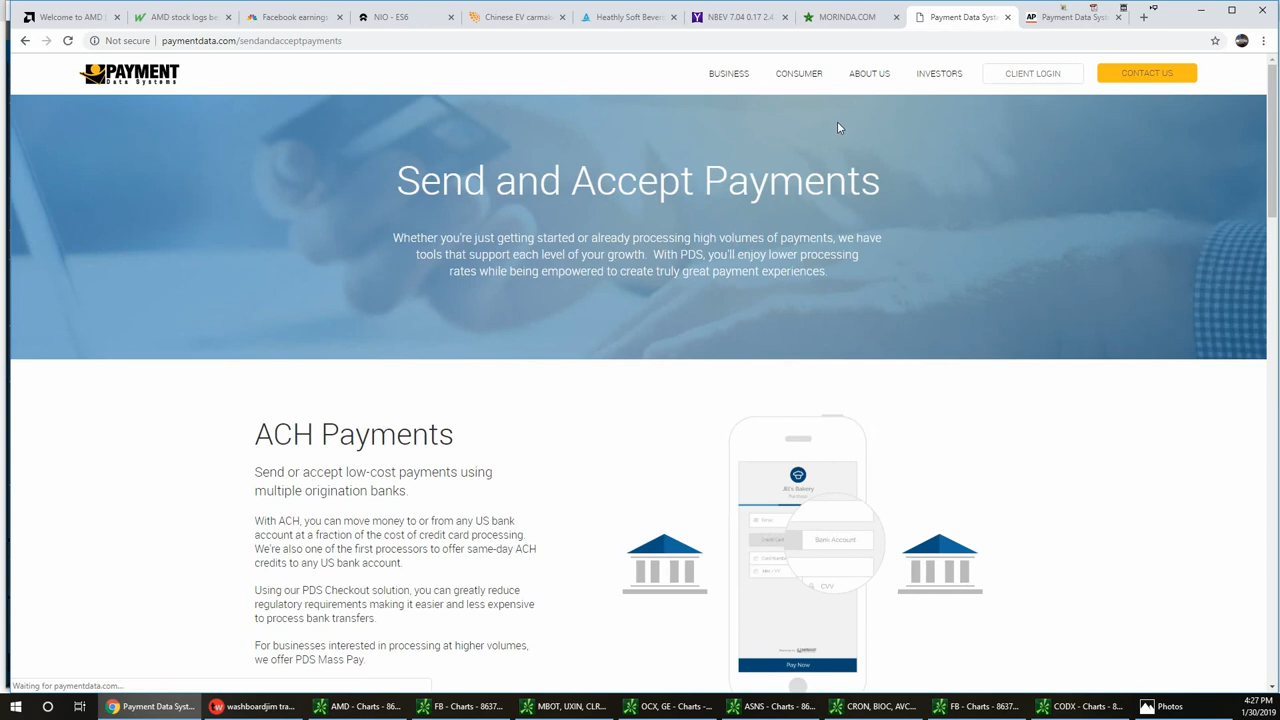 Welcome to AMD |
AMD stock logs be
Facebook earnings
NIO - ES6
Chinese EV carmak
Heathly Soft Bever
NBEV 7.04 0.17 2.4
MORINDA.COM
Payment Data Syst
Payment Data Syst
Not secure paymentdata.com/sendandacceptpayments
PAYMENT
Data Systems
BUSINESS CONSUMER ABOUT US INVESTORS CLIENT LOGIN CONTACT US
Send and Accept Payments
Whether you're just getting started or already processing high volumes of payments, we have
tools that support each level of your growth. With PDS, you'll enjoy lower processing
rates while being empowered to create truly great payment experiences.
ACH Payments
Send or accept low-cost payments using
multiple origination banks.
With ACH, you can move money to or from any US bank
account at a fraction of the cost of credit card processing.
We're also one of the first processors to offer same-day ACH
credits to any US bank account.
Using our PDS Checkout solution, you can greatly reduce
regulatory requirements making it easier and less expensive
to process bank transfers.
For businesses interested in processing at higher volumes,
we offer PDS Mass Pay.
Jill's Bakery
Credit Card
Bank Account
CVV
PAYMENT
Pay Now
Waiting for paymentdata.com...
Payment Data Syst...
washboardjim tra...
AMD - Charts - 86...
FB - Charts - 8637...
MBOT, UXIN, CLR...
OCX, GE - Charts -...
ASNS - Charts - 86...
CRON, BIOC, AVC...
FB - Charts - 8637...
CODX - Charts - 8...
Photos
4:27 PM
1/30/2019